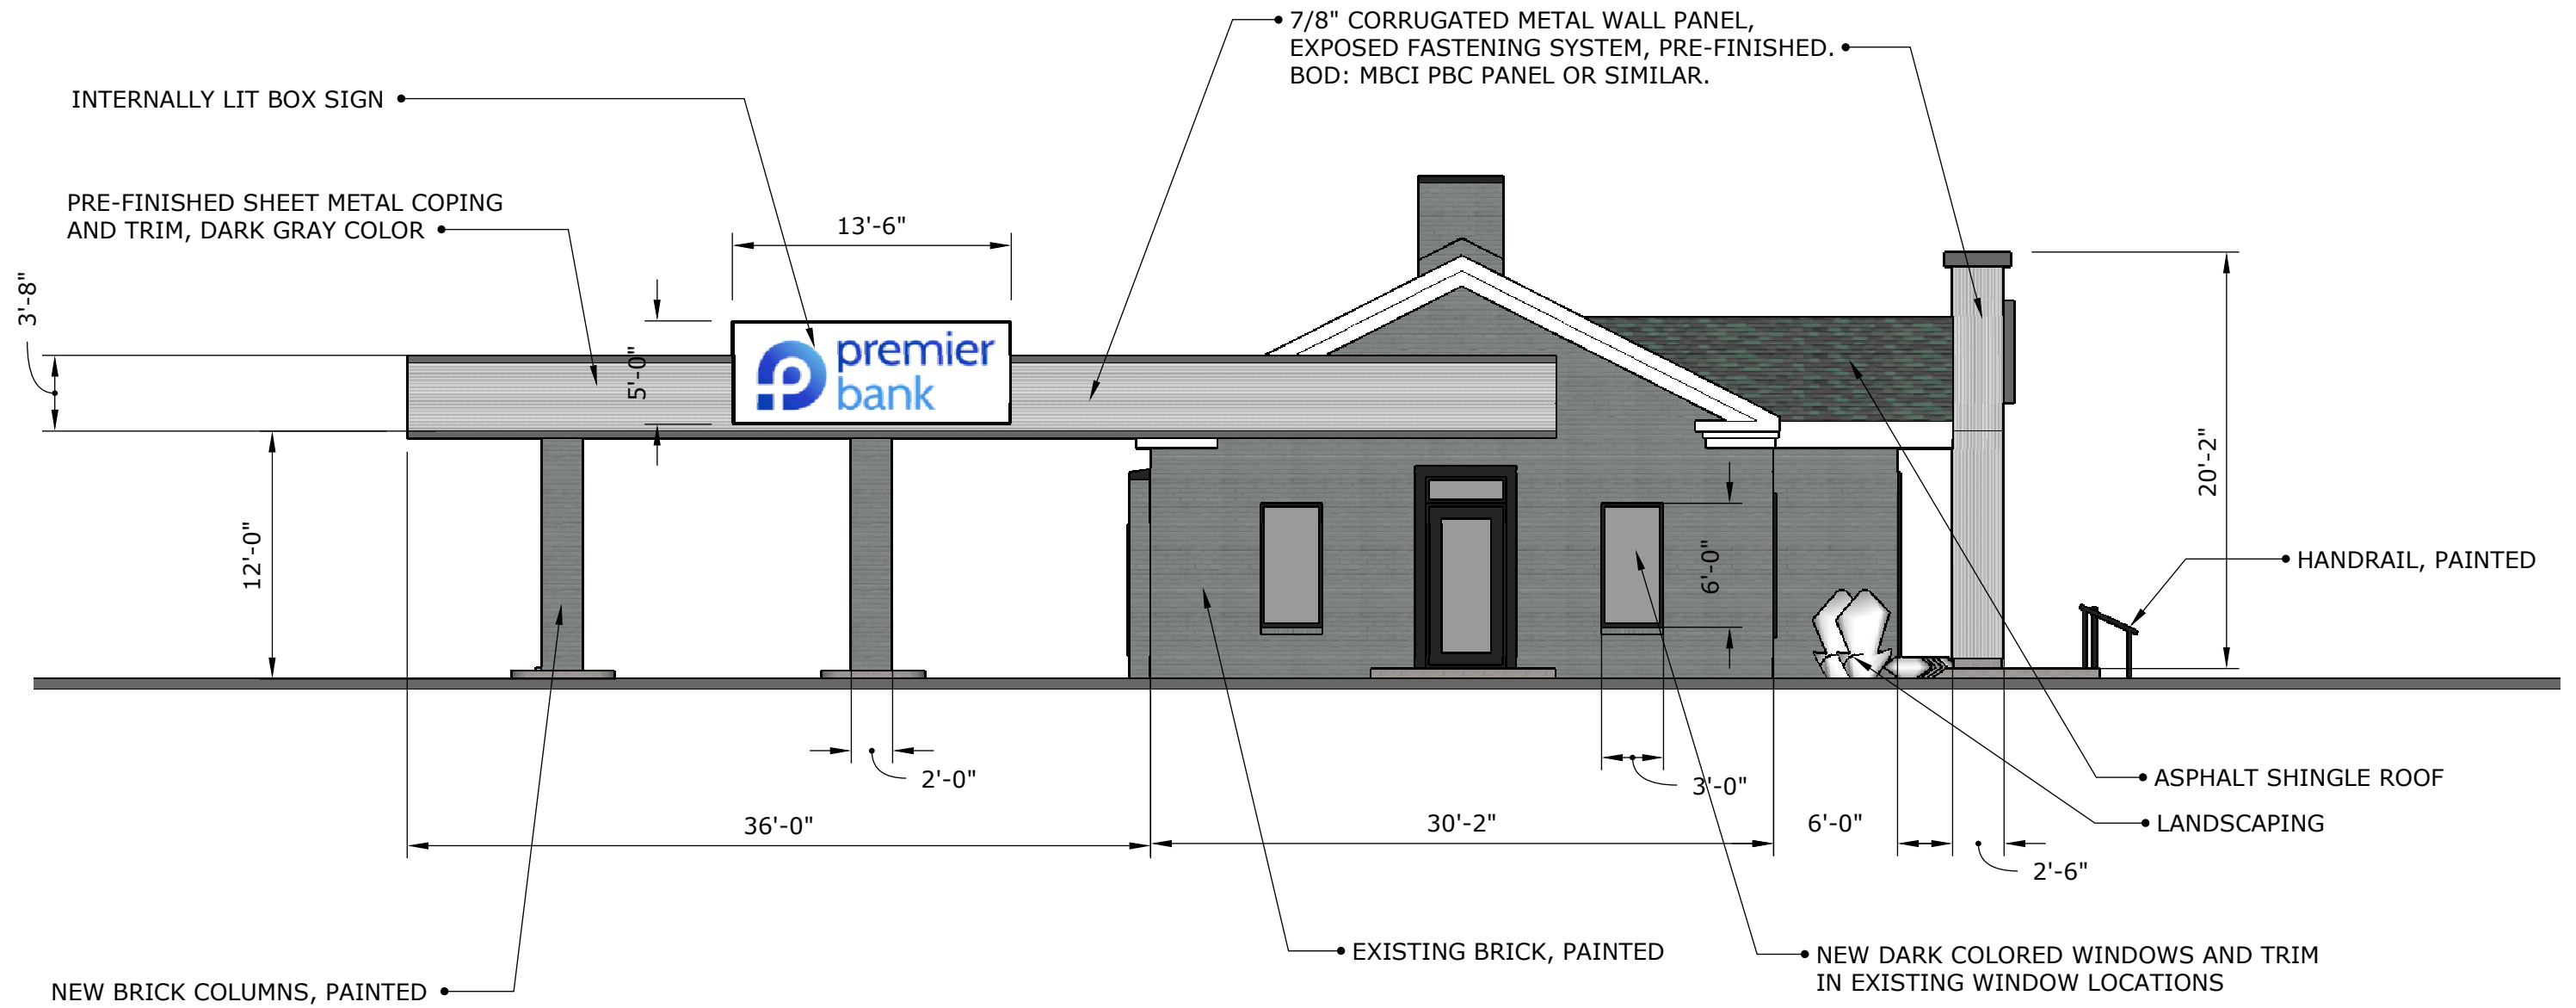 7/8" CORRUGATED METAL WALL PANEL,
EXPOSED FASTENING SYSTEM, PRE-FINISHED.
BOD: MBCI PBC PANEL OR SIMILAR.
INTERNALLY LIT BOX SIGN
PRE-FINISHED SHEET METAL COPING
AND TRIM, DARK GRAY COLOR
13'-6"
3'-8"
5'-0"
premier
bank
12'-0"
20'-2"
6'-0"
HANDRAIL, PAINTED
2'-0"
3'-0"
ASPHALT SHINGLE ROOF
36'-0"
30'-2"
6'-0"
LANDSCAPING
2'-6"
EXISTING BRICK, PAINTED
NEW DARK COLORED WINDOWS AND TRIM
IN EXISTING WINDOW LOCATIONS
NEW BRICK COLUMNS, PAINTED